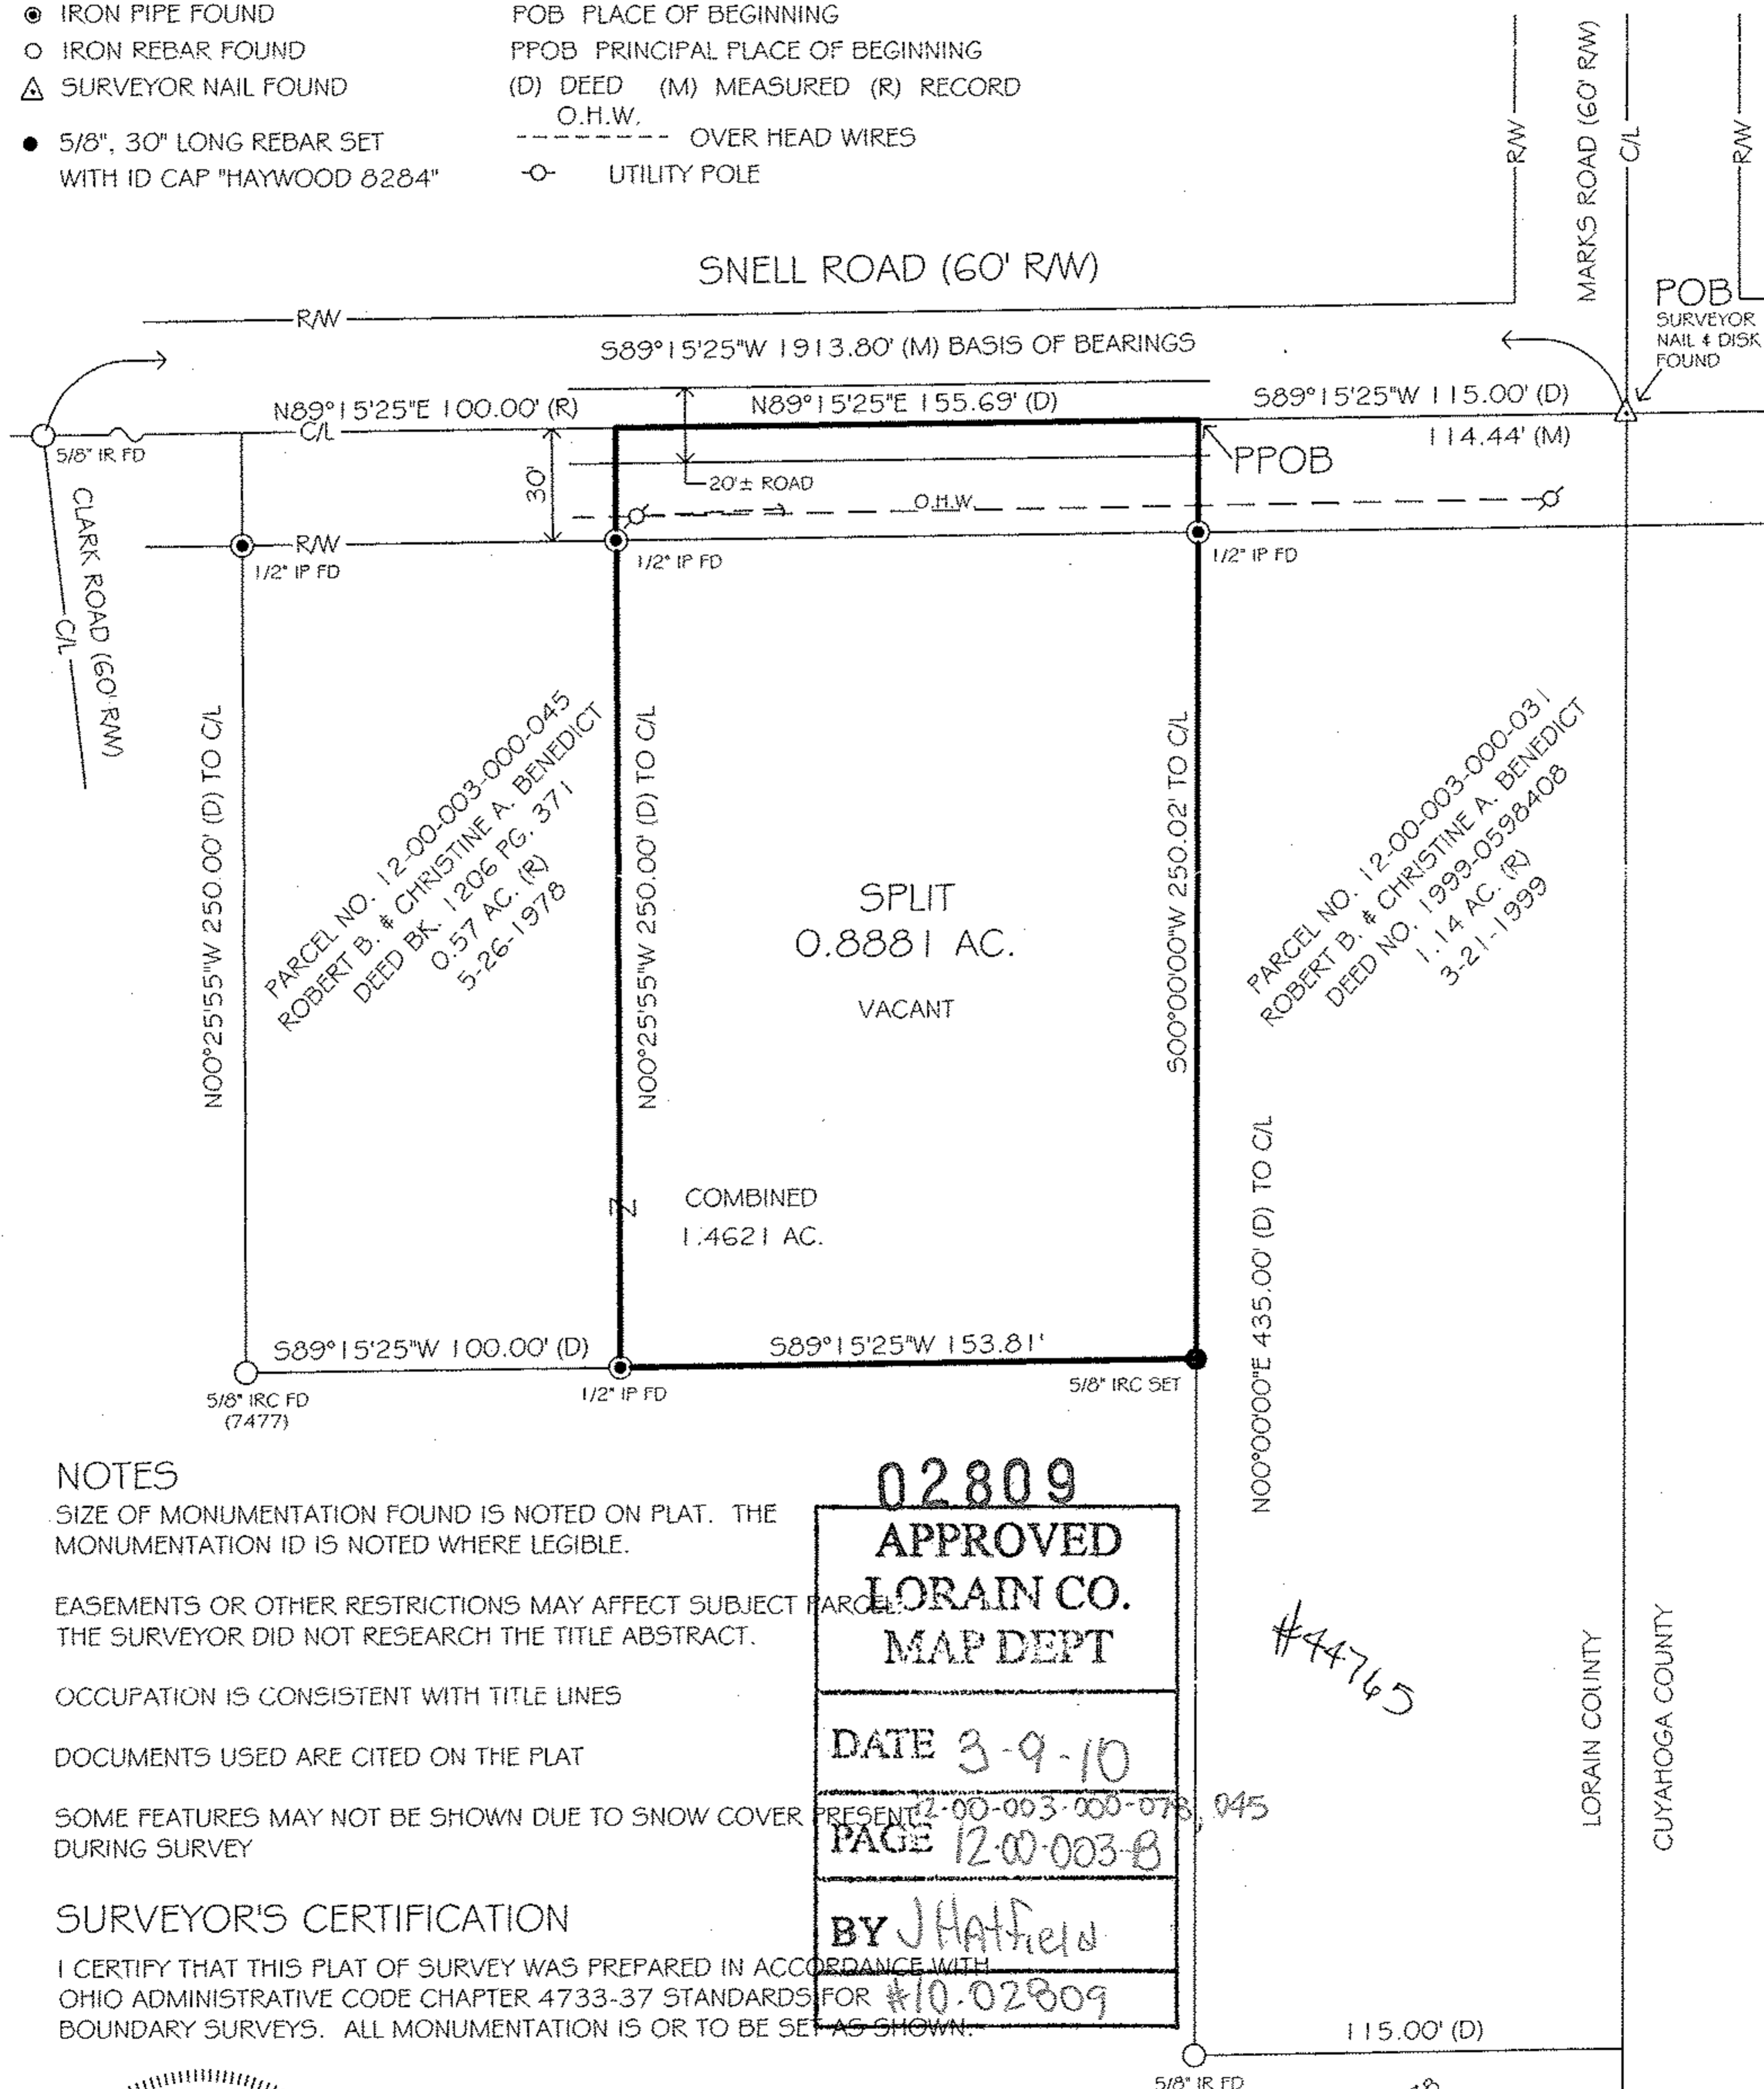 IRON PIPE FOUND
IRON REBAR FOUND
SURVEYOR NAIL FOUND
5/8", 30" LONG REBAR SET
WITH ID CAP "HAYWOOD 8284"
POB PLACE OF BEGINNING
PPOB PRINCIPAL PLACE OF BEGINNING
(D) DEED (M) MEASURED (R) RECORD
O.H.W.
OVER HEAD WIRES
UTILITY POLE
R/W
MARKS ROAD (60' R/W)
C/L
R/W
SNELL ROAD (60' R/W)
POB
SURVEYOR
NAIL & DISK
FOUND
R/W
S89°15'25"W 1913.80' (M) BASIS OF BEARINGS
N89°15'25"E 100.00' (R)
C/L
N89°15'25"E 155.69' (D)
S89°15'25"W 115.00' (D)
114.44' (M)
5/8" IR FD
PPOB
30'
20'± ROAD
O.H.W.
R/W
1/2" IP FD
1/2" IP FD
1/2" IP FD
CLARK ROAD (60' R/W)
C/L
N00°25'55"W 250.00' (D) TO C/L
PARCEL NO. 12-00-003-000-045
ROBERT B. & CHRISTINE A. BENEDICT
DEED BK. 1206 PG. 371
0.57 AC. (R)
5-26-1978
N00°25'55"W 250.00' (D) TO C/L
SPLIT
0.8881 AC.
VACANT
S00°00'00"W 250.02' TO C/L
PARCEL NO. 12-00-003-000-031
ROBERT B. & CHRISTINE A. BENEDICT
DEED NO. 1999-0598408
1.14 AC. (R)
3-21-1999
COMBINED
1.4621 AC.
N00°00'00"E 435.00' (D) TO C/L
S89°15'25"W 100.00' (D)
S89°15'25"W 153.81'
5/8" IRC FD
(7477)
1/2" IP FD
5/8" IRC SET
NOTES
SIZE OF MONUMENTATION FOUND IS NOTED ON PLAT. THE
MONUMENTATION ID IS NOTED WHERE LEGIBLE.
EASEMENTS OR OTHER RESTRICTIONS MAY AFFECT SUBJECT PARCEL.
THE SURVEYOR DID NOT RESEARCH THE TITLE ABSTRACT.
OCCUPATION IS CONSISTENT WITH TITLE LINES
DOCUMENTS USED ARE CITED ON THE PLAT
SOME FEATURES MAY NOT BE SHOWN DUE TO SNOW COVER PRESENT
DURING SURVEY
SURVEYOR'S CERTIFICATION
I CERTIFY THAT THIS PLAT OF SURVEY WAS PREPARED IN ACCORDANCE WITH
OHIO ADMINISTRATIVE CODE CHAPTER 4733-37 STANDARDS FOR
BOUNDARY SURVEYS. ALL MONUMENTATION IS OR TO BE SET AS SHOWN.
02809
APPROVED
LORAIN CO.
MAP DEPT
DATE 3-9-10
12-00-003-000-078, 045
PAGE 12-00-003-B
BY J Hatfield
#10-02809
#44765
LORAIN COUNTY
CUYAHOGA COUNTY
115.00' (D)
5/8" IR FD